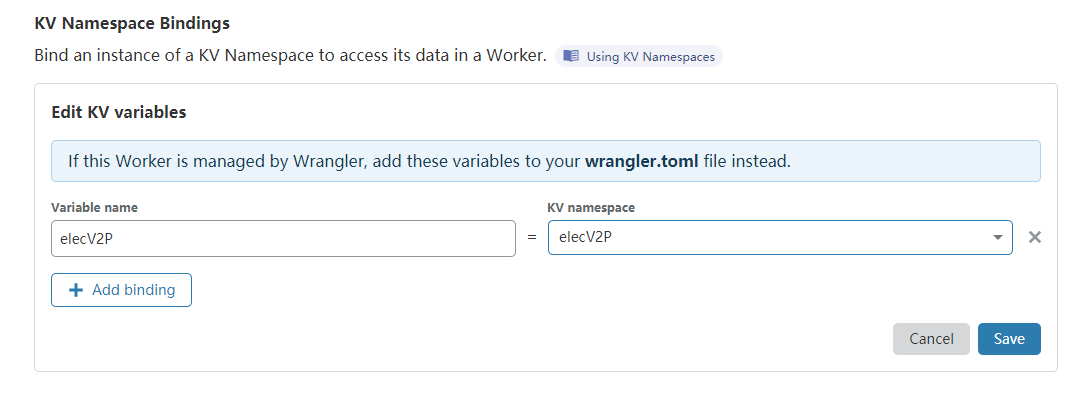 KV Namespace Bindings
Bind an instance of a KV Namespace to access its data in a Worker. Using KV Namespaces
Edit KV variables
If this Worker is managed by Wrangler, add these variables to your wrangler.toml file instead.
Variable name KV namespace
elecV2P = elecV2P
Add binding
Cancel Save